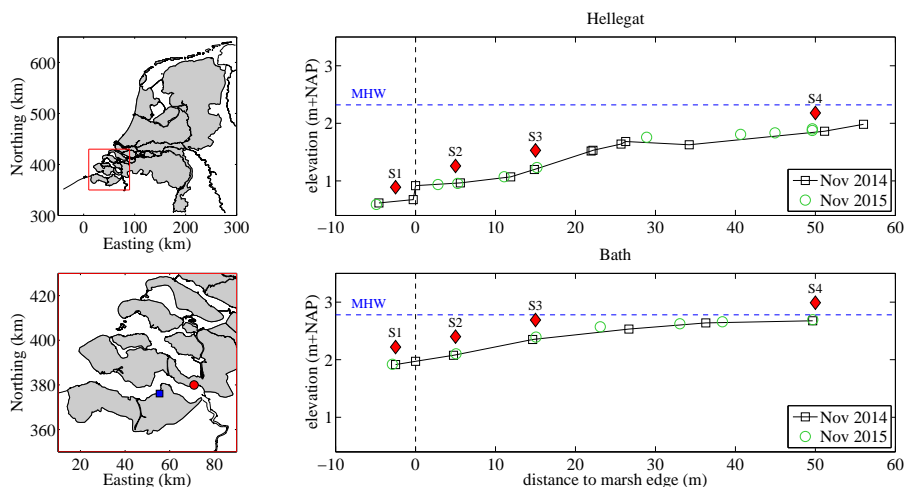 600
500
400
300
0
100
200
300
Northing (km)
Easting (km)
420
400
380
360
20
40
60
80
Northing (km)
Easting (km)
Hellegat
3
2
1
−10
0
10
20
30
40
50
60
elevation (m+NAP)
MHW
S1
S2
S3
S4
Nov 2014
Nov 2015
Bath
3
2
1
−10
0
10
20
30
40
50
60
elevation (m+NAP)
distance to marsh edge (m)
MHW
S1
S2
S3
S4
Nov 2014
Nov 2015